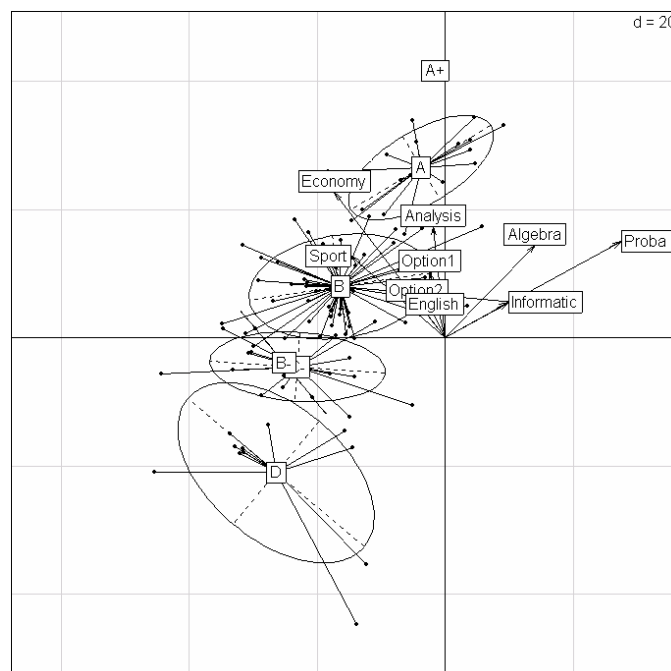 d = 20
A+
A
Economy
Analysis
Algebra
Proba
Sport
Option1
B
Option2
English
Informatic
B-
D